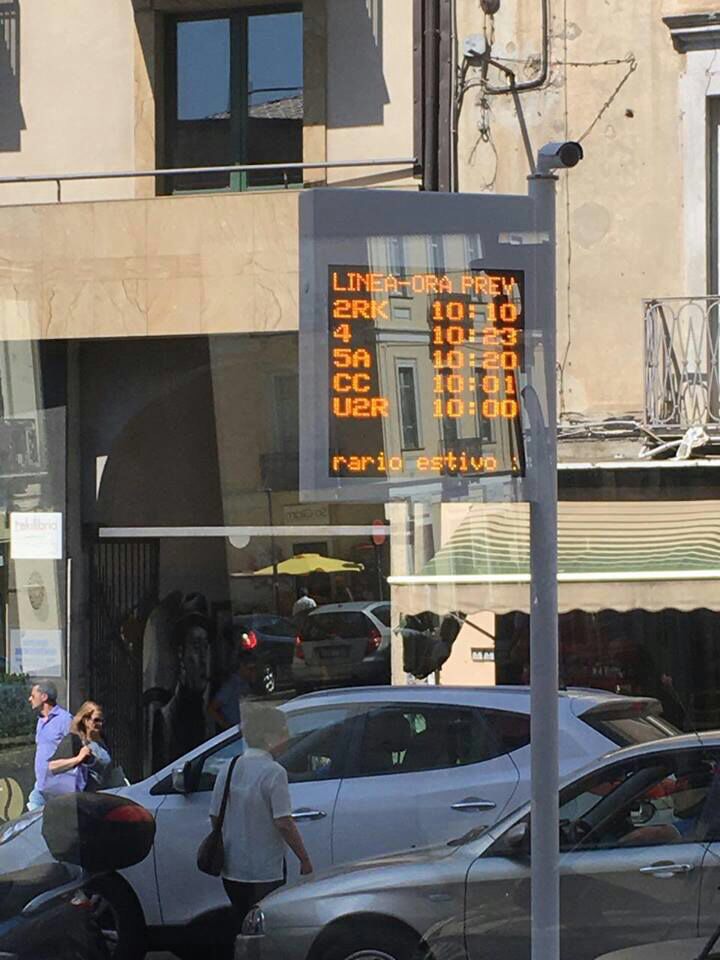 LINEA-ORA PREV
2RK 10:10
4 10:23
5A 10:20
CC 10:01
U2R 10:00
rario estivo :